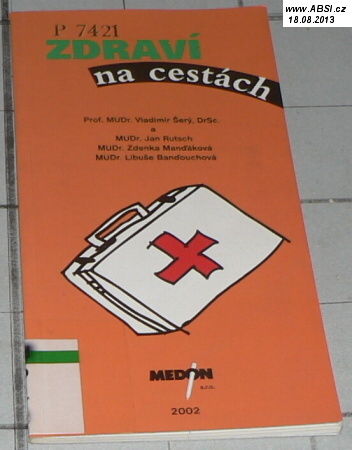 www.ABSI.cz
18.08.2013
P 7421
ZDRAVÍ
na cestách
Prof. MUDr. Vladimír Šerý, DrSc.
a
MUDr. Jan Rutsch
MUDr. Zdenka Manďáková
MUDr. Libuše Banďouchová
MEDON
s.r.o.
2002